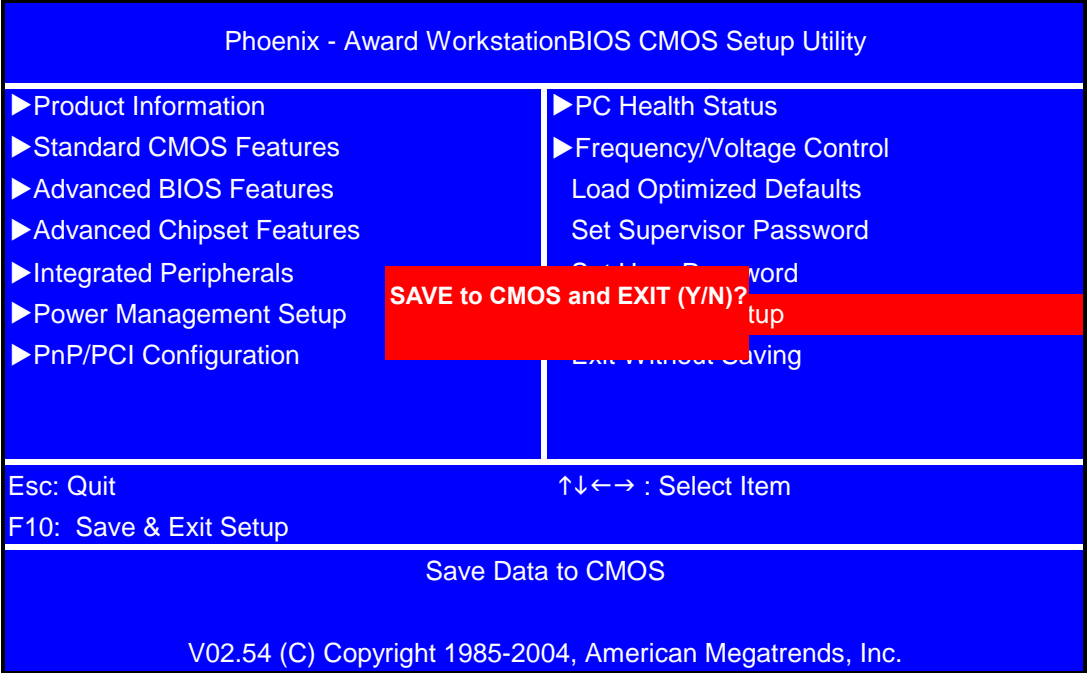 Phoenix - Award WorkstationBIOS CMOS Setup Utility
▶Product Information
▶Standard CMOS Features
▶Advanced BIOS Features
▶Advanced Chipset Features
▶Integrated Peripherals
▶Power Management Setup
▶PnP/PCI Configuration
▶PC Health Status
▶Frequency/Voltage Control
Load Optimized Defaults
Set Supervisor Password
SAVE to CMOS and EXIT (Y/N)?
Exit Without Saving
Esc: Quit
↑↓←→ : Select Item
F10: Save & Exit Setup
Save Data to CMOS
V02.54 (C) Copyright 1985-2004, American Megatrends, Inc.